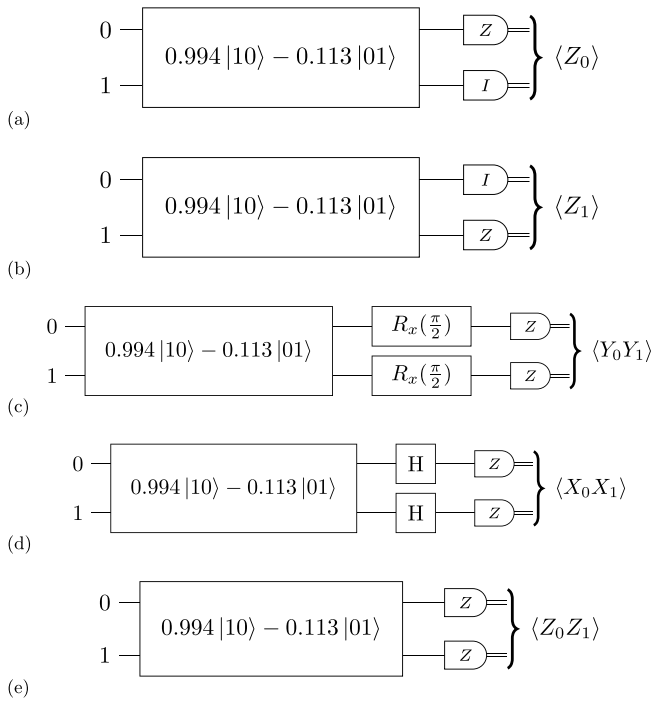 0 Z
0.994 |10⟩ − 0.113 |01⟩ ⟨Z₀⟩
1 I
(a)
0 I
0.994 |10⟩ − 0.113 |01⟩ ⟨Z₁⟩
1 Z
(b)
0 Rₓ(π/2) Z
0.994 |10⟩ − 0.113 |01⟩ ⟨Y₀Y₁⟩
1 Rₓ(π/2) Z
(c)
0 H Z
0.994 |10⟩ − 0.113 |01⟩ ⟨X₀X₁⟩
1 H Z
(d)
0 Z
0.994 |10⟩ − 0.113 |01⟩ ⟨Z₀Z₁⟩
1 Z
(e)